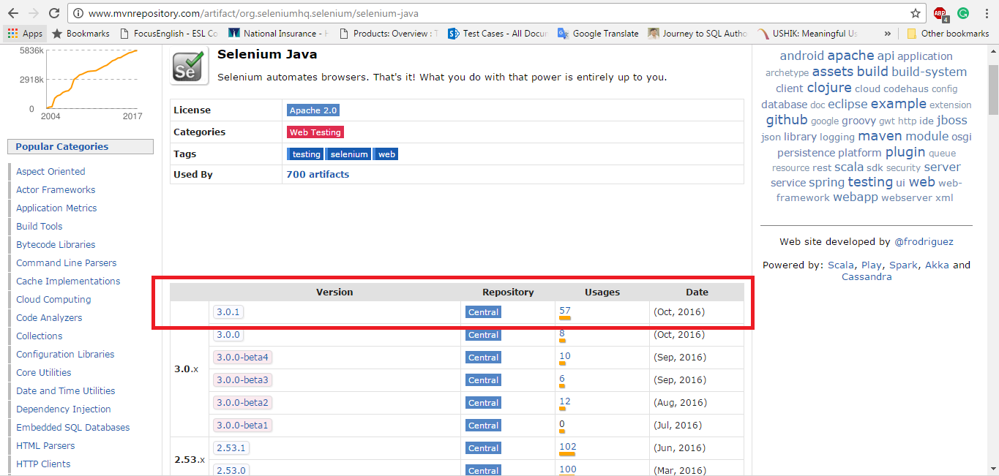 www.mvnrepository.com/artifact/org.seleniumhq.selenium/selenium-java
ABP
4
Apps Bookmarks FocusEnglish - ESL Co National Insurance - Products: Overview : Test Cases - All Docum Google Translate Journey to SQL Autho USHIK: Meaningful Us » Other bookmarks
5836k
2918k
0
2004 2017
Popular Categories
Aspect Oriented
Actor Frameworks
Application Metrics
Build Tools
Bytecode Libraries
Command Line Parsers
Cache Implementations
Cloud Computing
Code Analyzers
Collections
Configuration Libraries
Core Utilities
Date and Time Utilities
Dependency Injection
Embedded SQL Databases
HTML Parsers
HTTP Clients
Se
Selenium Java
Selenium automates browsers. That's it! What you do with that power is entirely up to you.
License Apache 2.0
Categories Web Testing
Tags testing selenium web
Used By 700 artifacts
Version Repository Usages Date
3.0.1 Central 57 (Oct, 2016)
3.0.0 Central 8 (Oct, 2016)
3.0.0-beta4 Central 10 (Sep, 2016)
3.0.x
3.0.0-beta3 Central 6 (Sep, 2016)
3.0.0-beta2 Central 12 (Aug, 2016)
3.0.0-beta1 Central 0 (Jul, 2016)
2.53.1 Central 102 (Jun, 2016)
2.53.x
2.53.0 Central 100 (Mar, 2016)
android apache api application
archetype assets build build-system
client clojure cloud codehaus config
database doc eclipse example extension
github google groovy gwt http ide jboss
json library logging maven module osgi
persistence platform plugin queue
resource rest scala sdk security server
service spring testing ui web web-
framework webapp webserver xml
Web site developed by @frodriguez
Powered by: Scala, Play, Spark, Akka and
Cassandra